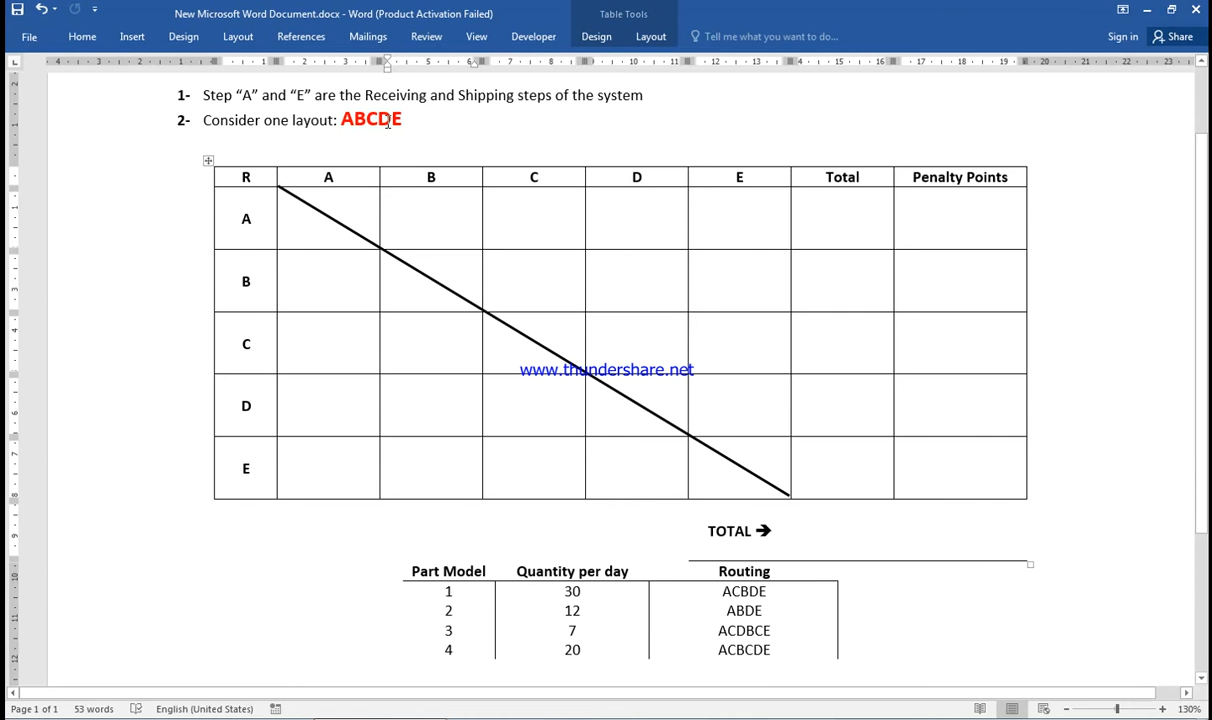 New Microsoft Word Document.docx - Word (Product Activation Failed)
Table Tools
File Home Insert Design Layout References Mailings Review View Developer Design Layout Tell me what you want to do... Sign in Share
1- Step “A” and “E” are the Receiving and Shipping steps of the system
2- Consider one layout: ABCDE
R A B C D E Total Penalty Points
A
B
C
www.thundershare.net
D
E
TOTAL ➔
Part Model Quantity per day Routing
1 30 ACBDE
2 12 ABDE
3 7 ACDBCE
4 20 ACBCDE
Page 1 of 1 53 words English (United States) 130%